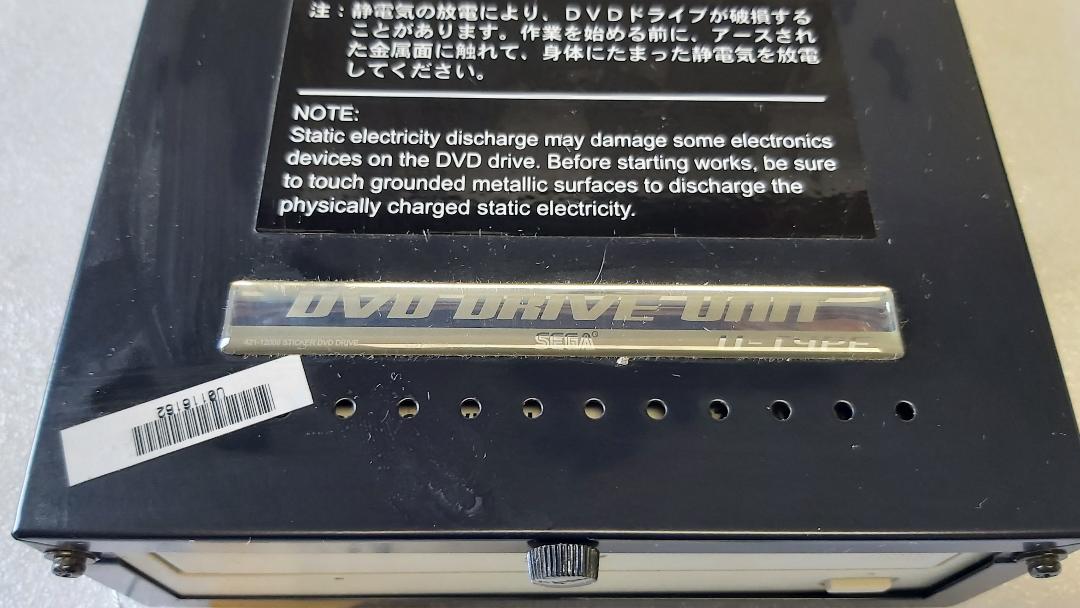 注：静電気の放電により、ＤＶＤドライブが破損する
ことがあります。作業を始める前に、アースされ
た金属面に触れて、身体にたまった静電気を放電
してください。
NOTE:
Static electricity discharge may damage some electronics
devices on the DVD drive. Before starting works, be sure
to touch grounded metallic surfaces to discharge the
physically charged static electricity.
DVD DRIVE UNIT
SEGA
421-12000 STICKER DVD DRIVE
TYPE
U0116162